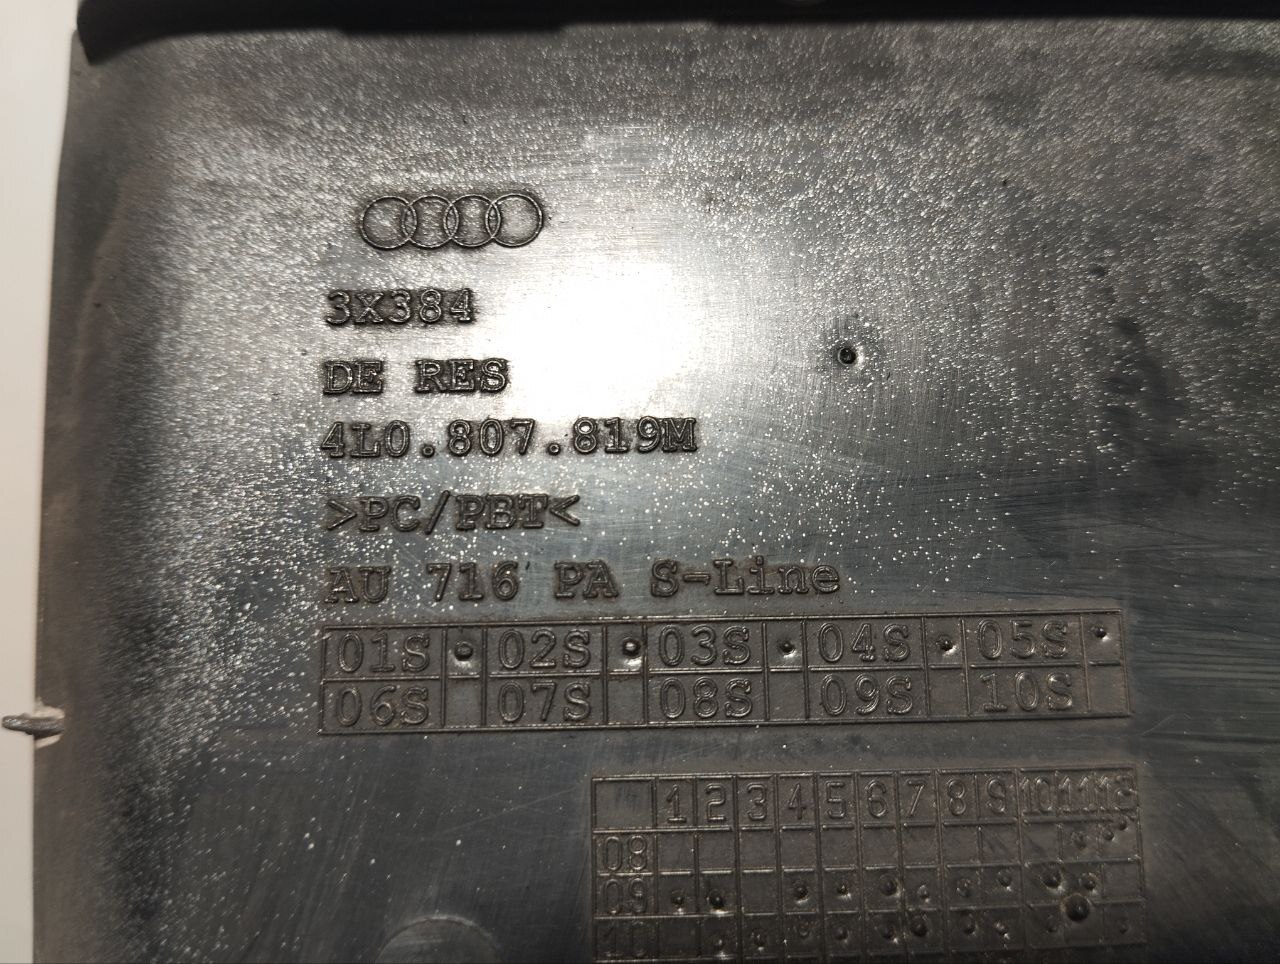 3X384
DE RES
4L0.807.819M
>PC/PBT<
AU 716 PA S-Line
01S 02S 03S 04S 05S
06S 07S 08S 09S 10S
1 2 3 4 5 6 7 8 9 10 11 12
08
09
10